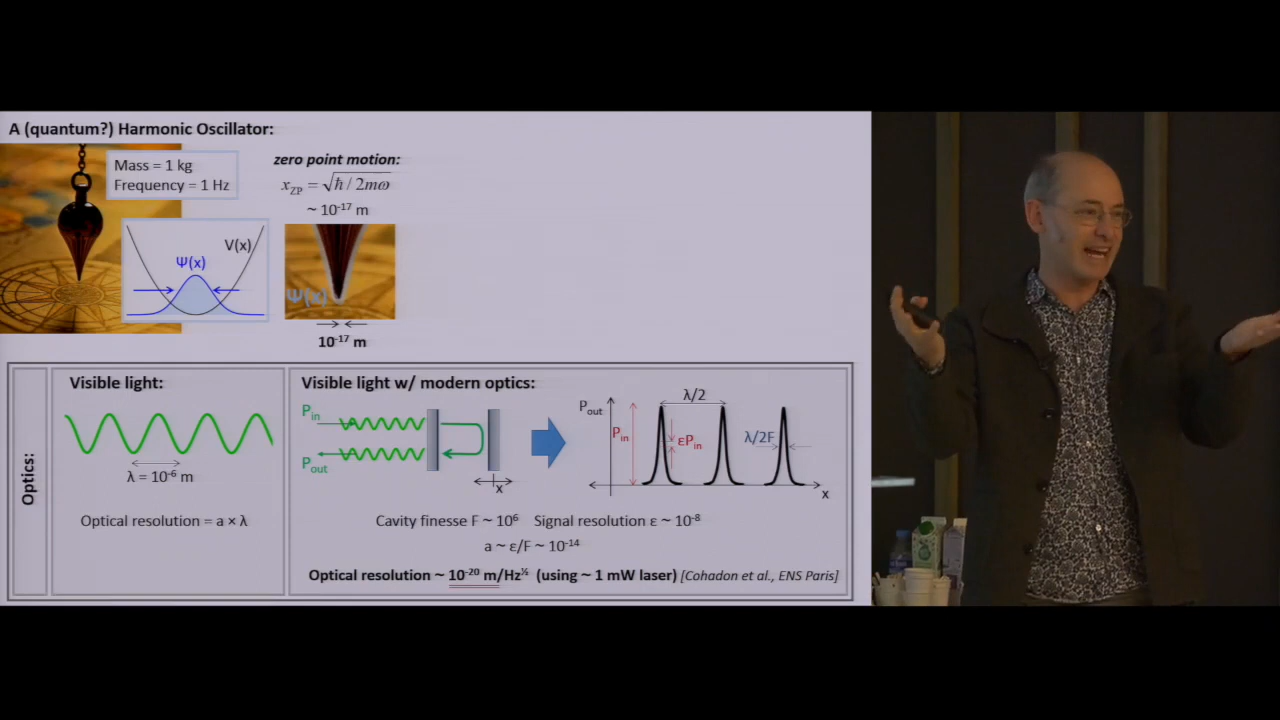 A (quantum?) Harmonic Oscillator:
Mass = 1 kg
Frequency = 1 Hz
zero point motion:
x_ZP = √ħ / 2mω
~ 10⁻¹⁷ m
V(x)
Ψ(x)
Ψ(x)
10⁻¹⁷ m
Optics:
Visible light:
λ = 10⁻⁶ m
Optical resolution = a × λ
Visible light w/ modern optics:
P_in
P_out
x
P_out
λ/2
P_in
εP_in
λ/2F
x
Cavity finesse F ~ 10⁶ Signal resolution ε ~ 10⁻⁸
a ~ ε/F ~ 10⁻¹⁴
Optical resolution ~ 10⁻²⁰ m/Hz^½ (using ~ 1 mW laser) [Cohadon et al., ENS Paris]